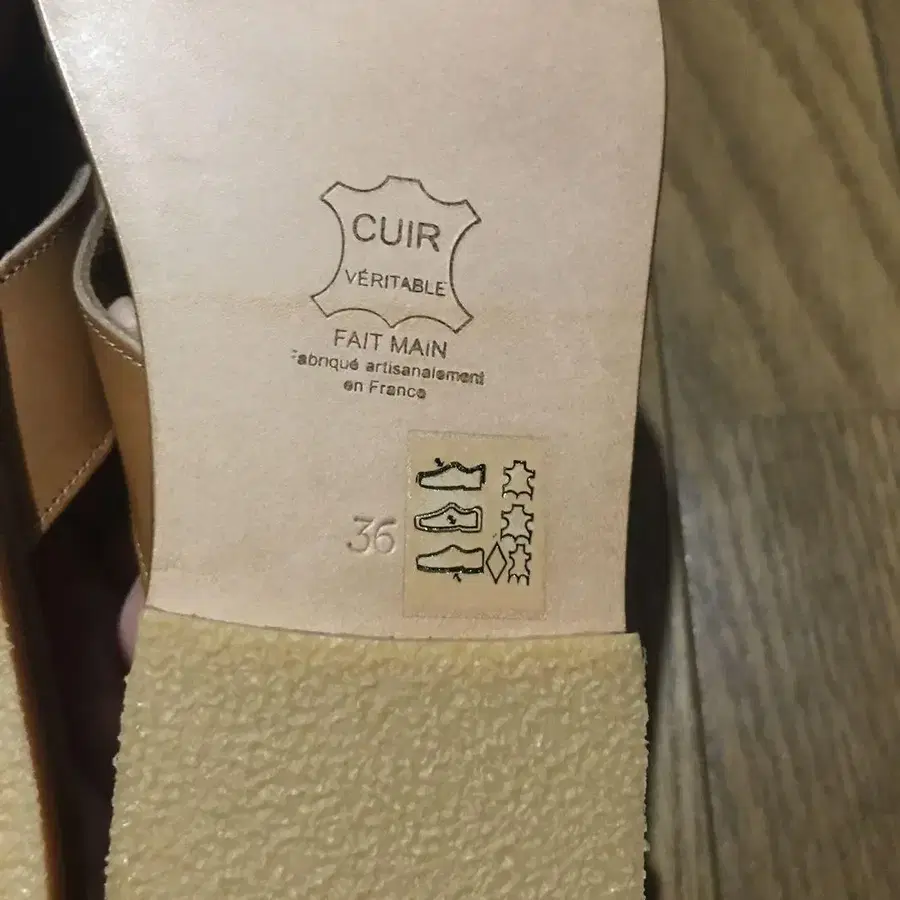 CUIR
VÉRITABLE
FAIT MAIN
Fabriqué artisanalement
en France
36